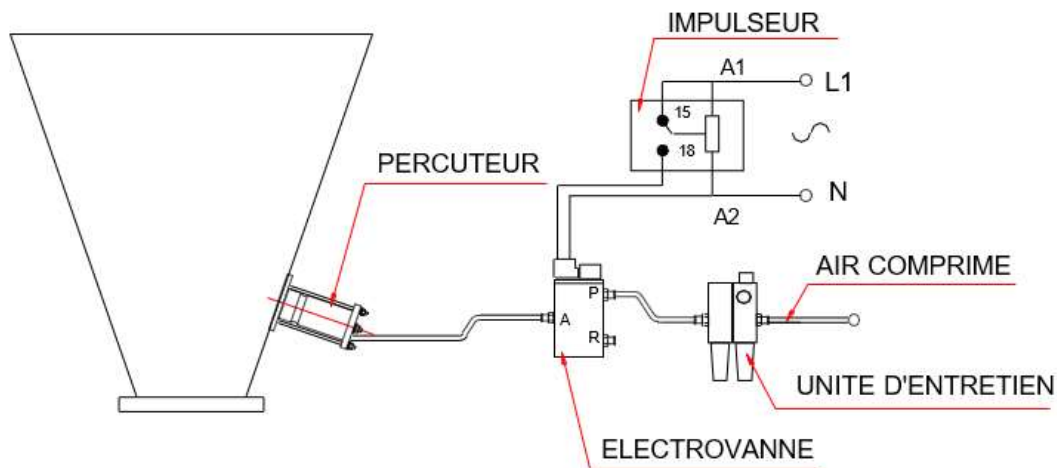 IMPULSEUR
A1
L1
15
18
PERCUTEUR
N
A2
AIR COMPRIME
P
A
R
UNITE D'ENTRETIEN
ELECTROVANNE